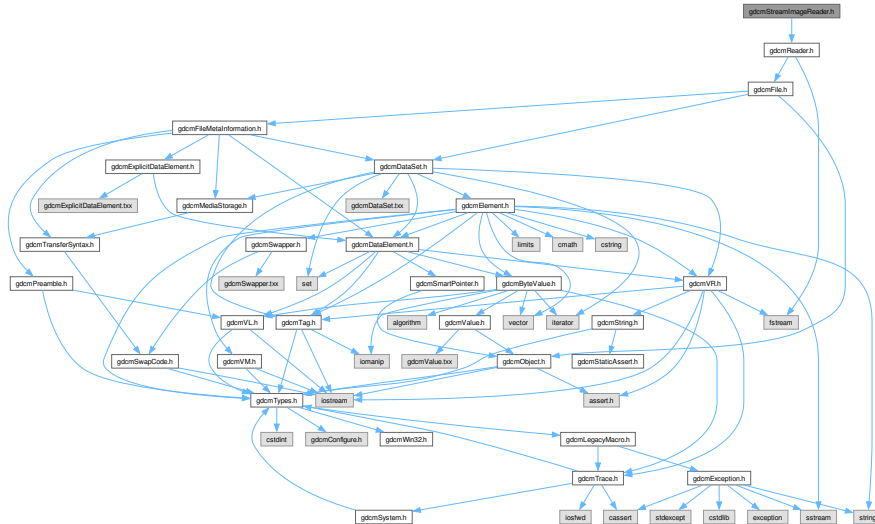 gdcmStreamImageReader.h
gdcmReader.h
gdcmFile.h
gdcmFileMetaInformation.h
gdcmExplicitDataElement.h
gdcmDataSet.h
gdcmExplicitDataElement.txx
gdcmMediaStorage.h
gdcmDataSet.txx
gdcmElement.h
gdcmTransferSyntax.h
gdcmSwapper.h
gdcmDataElement.h
limits
cmath
cstring
gdcmPreamble.h
gdcmSwapper.txx
set
gdcmSmartPointer.h
gdcmByteValue.h
gdcmVR.h
gdcmVL.h
gdcmTag.h
algorithm
gdcmValue.h
vector
iterator
gdcmString.h
fstream
gdcmSwapCode.h
gdcmVM.h
iomanip
gdcmValue.txx
gdcmObject.h
gdcmStaticAssert.h
gdcmTypes.h
iostream
assert.h
cstdint
gdcmConfigure.h
gdcmWin32.h
gdcmLegacyMacro.h
gdcmTrace.h
gdcmException.h
gdcmSystem.h
iosfwd
cassert
stdexcept
cstdlib
exception
sstream
string